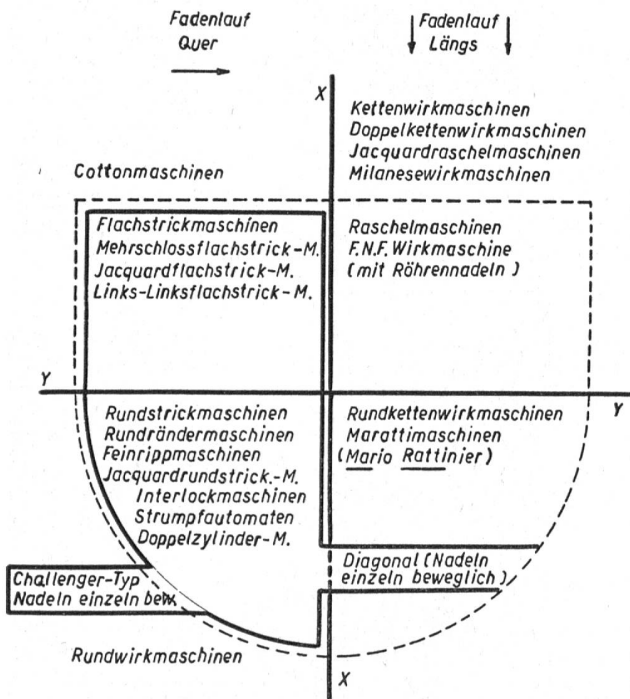 Fadenlauf
Quer
Fadenlauf
Längs
X
Kettenwirkmaschinen
Doppelkettenwirkmaschinen
Jacquardraschelmaschinen
Milanesewirkmaschinen
Cottonmaschinen
Flachstrickmaschinen
Mehrschlossflachstrick-M.
Jacquardflachstrick-M.
Links-Linksflachstrick-M.
Raschelmaschinen
F.N.F. Wirkmaschine
(mit Röhrennadeln)
Y
Y
Rundstrickmaschinen
Rundrändermaschinen
Feinrippmaschinen
Jacquardrundstrick.-M.
Interlockmaschinen
Strumpfautomaten
Doppelzylinder-M.
Rundkettenwirkmaschinen
Marattimaschinen
(Mario Rattinier)
Diagonal (Nadeln
einzeln beweglich)
Challenger-Typ
Nadeln einzeln bew.
Rundwirkmaschinen
X